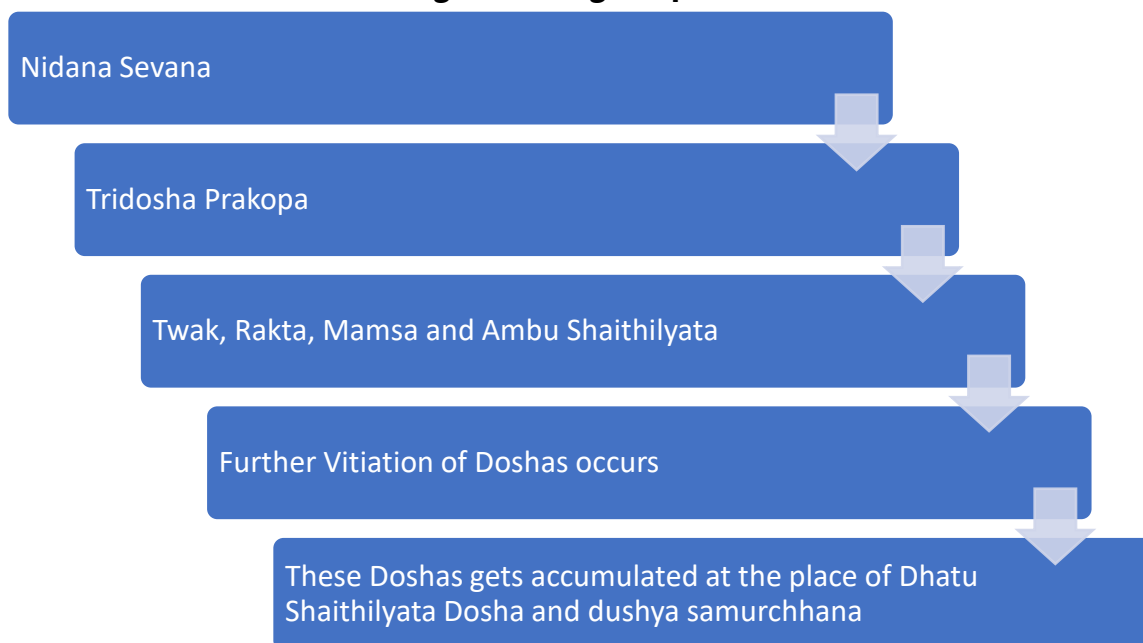 Nidana Sevana
Tridosha Prakopa
Twak, Rakta, Mamsa and Ambu Shaithilyata
Further Vitiation of Doshas occurs
These Doshas gets accumulated at the place of Dhatu
Shaithilyata Dosha and dushya samurchhana